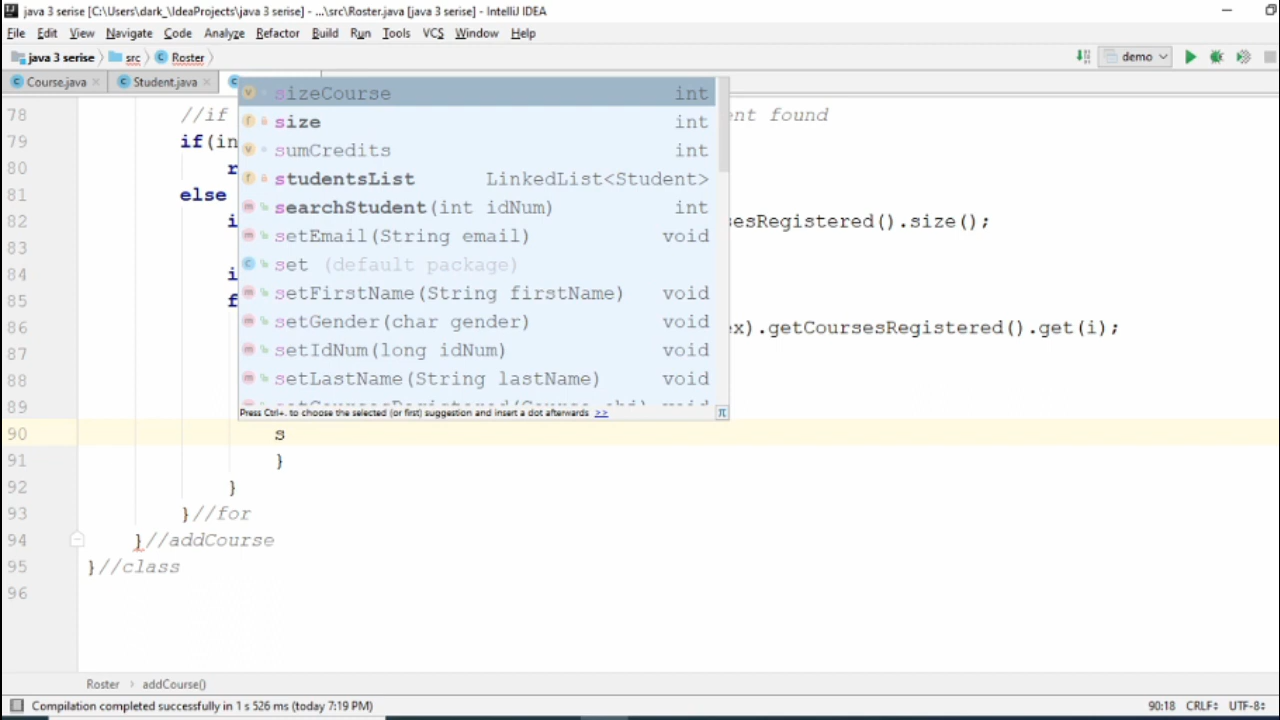 java 3 serise [C:\Users\dark_\IdeaProjects\java 3 serise] - ...\src\Roster.java [java 3 serise] - IntelliJ IDEA
File Edit View Navigate Code Analyze Refactor Build Run Tools VCS Window Help
java 3 serise src Roster demo
Course.java Student.java
sizeCourse int
78 //if ent found
size int
79 if(in
sumCredits int
80 r
studentsList LinkedList<Student>
81 else
searchStudent(int idNum) int
82 i sesRegistered().size();
setEmail(String email) void
83
set (default package)
84 i
setFirstName(String firstName) void
85 f
setGender(char gender) void
86 ex).getCoursesRegistered().get(i);
setIdNum(long idNum) void
87
setLastName(String lastName) void
88
89
Press Ctrl+. to choose the selected (or first) suggestion and insert a dot afterwards >> π
90 s
91 }
92 }
93 }//for
94 }//addCourse
95 }//class
96
Roster addCourse()
Compilation completed successfully in 1 s 526 ms (today 7:19 PM) 90:18 CRLF UTF-8